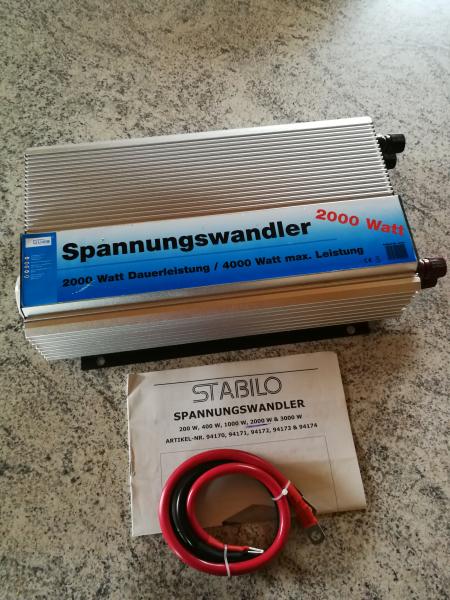 Spannungswandler
2000 Watt
2000 Watt Dauerleistung / 4000 Watt max. Leistung
STABILO
SPANNUNGSWANDLER
200 W, 400 W, 1000 W, 2000 W & 3000 W
ARTIKEL-NR. 94170, 94171, 94172, 94173 & 94174